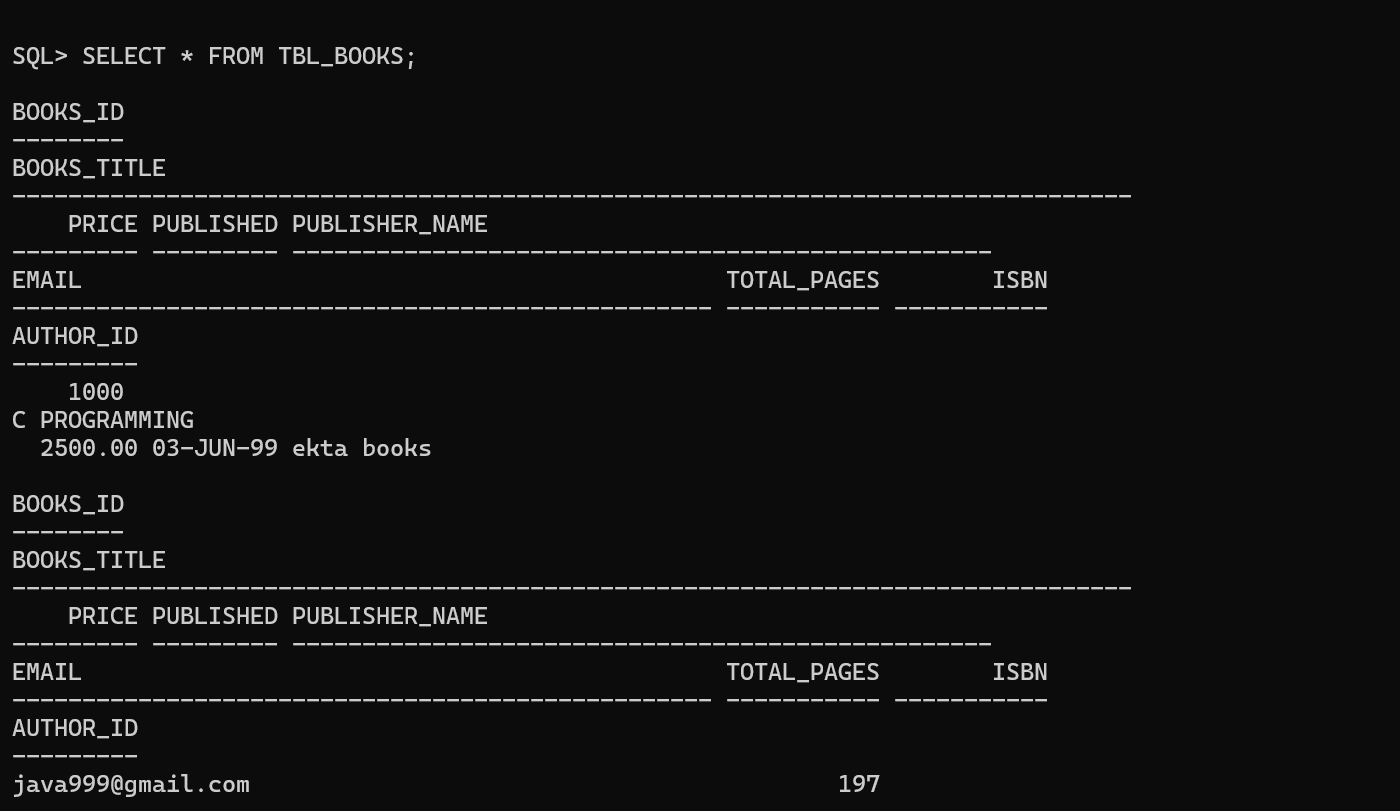 SQL> SELECT * FROM TBL_BOOKS;
BOOKS_ID
--------
BOOKS_TITLE
--------------------------------------------------------------------------------
    PRICE PUBLISHED PUBLISHER_NAME
--------- --------- --------------------------------------------------
EMAIL                                              TOTAL_PAGES        ISBN
-------------------------------------------------- ----------- -----------
AUTHOR_ID
---------
    1000
C PROGRAMMING
  2500.00 03-JUN-99 ekta books
BOOKS_ID
--------
BOOKS_TITLE
--------------------------------------------------------------------------------
    PRICE PUBLISHED PUBLISHER_NAME
--------- --------- --------------------------------------------------
EMAIL                                              TOTAL_PAGES        ISBN
-------------------------------------------------- ----------- -----------
AUTHOR_ID
---------
java999@gmail.com                                          197